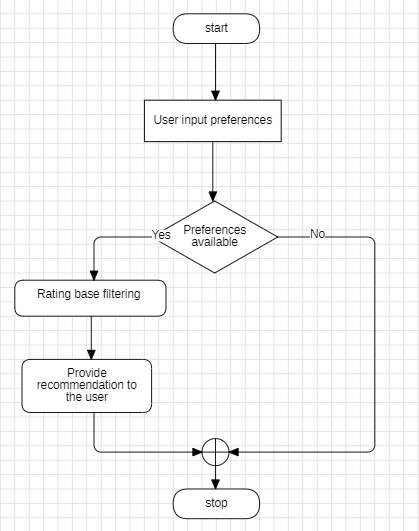 start
User input preferences
Preferences
available
Yes
No
Rating base filtering
Provide
recommendation to
the user
stop